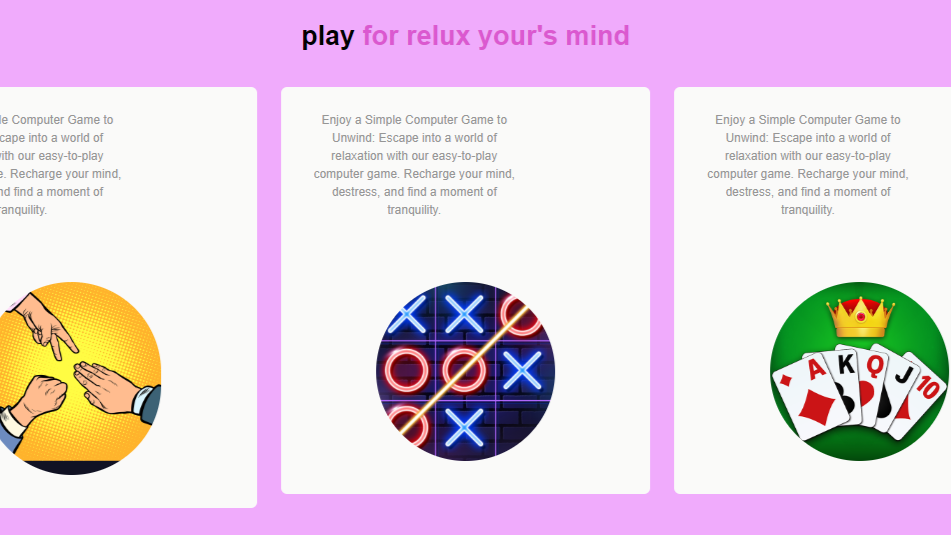 play for relux your's mind
le Computer Game to
cape into a world of
ith our easy-to-play
e. Recharge your mind,
nd find a moment of
ranquility.
Enjoy a Simple Computer Game to
Unwind: Escape into a world of
relaxation with our easy-to-play
computer game. Recharge your mind,
destress, and find a moment of
tranquility.
Enjoy a Simple Computer Game to
Unwind: Escape into a world of
relaxation with our easy-to-play
computer game. Recharge your mind,
destress, and find a moment of
tranquility.
X X O
O O X
O X
A K Q J 10